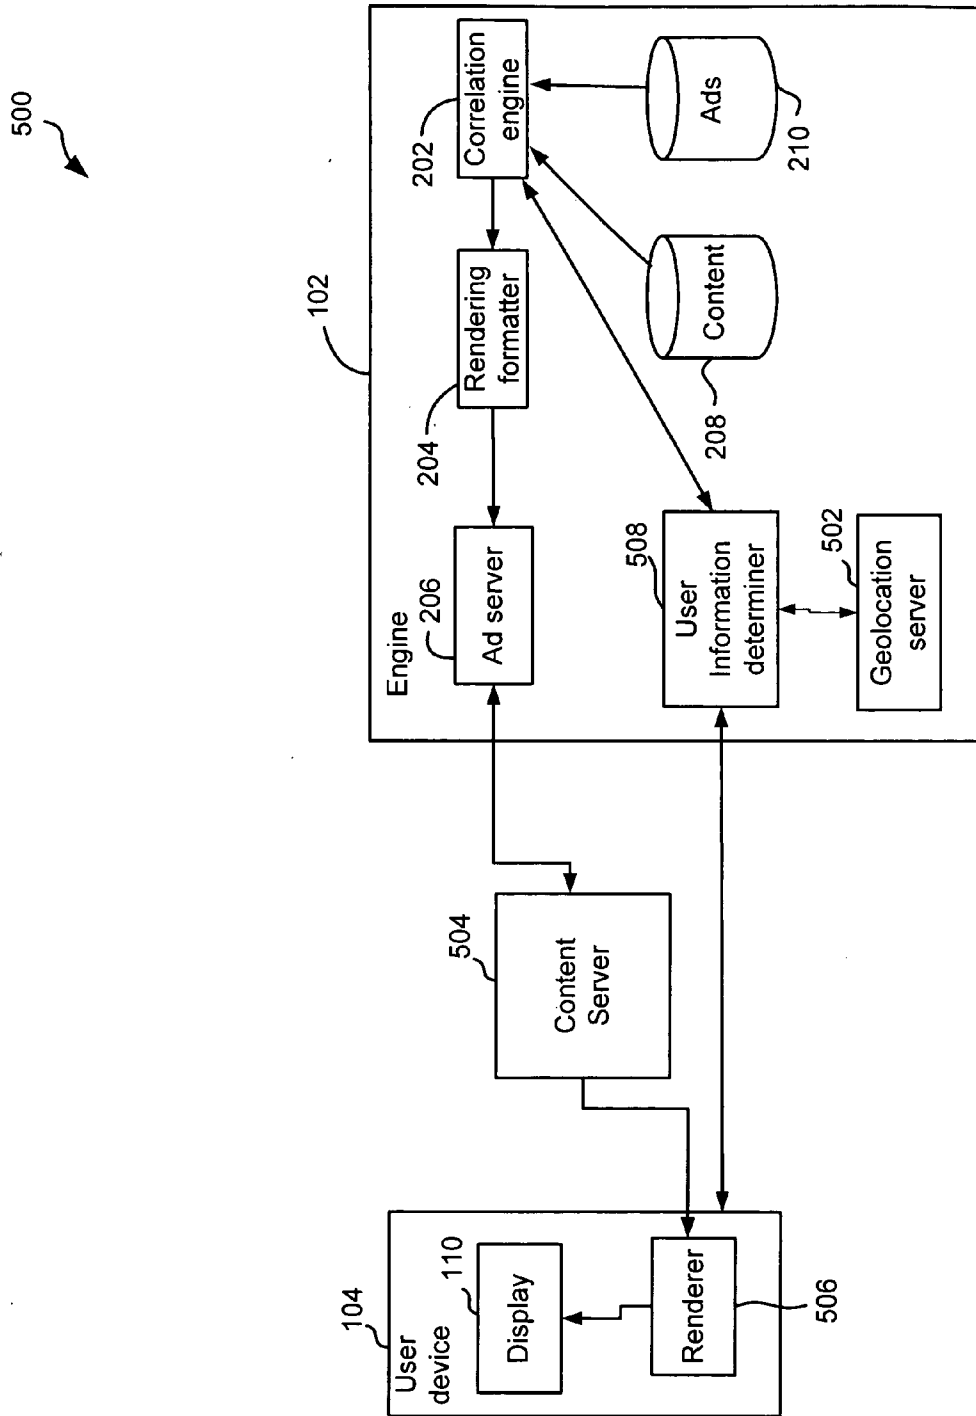 500
102
Engine
206
Ad server
204
Rendering
formatter
202
Correlation
engine
508
User
Information
determiner
502
Geolocation
server
208
Content
210
Ads
504
Content
Server
104
User
device
110
Display
Renderer
506